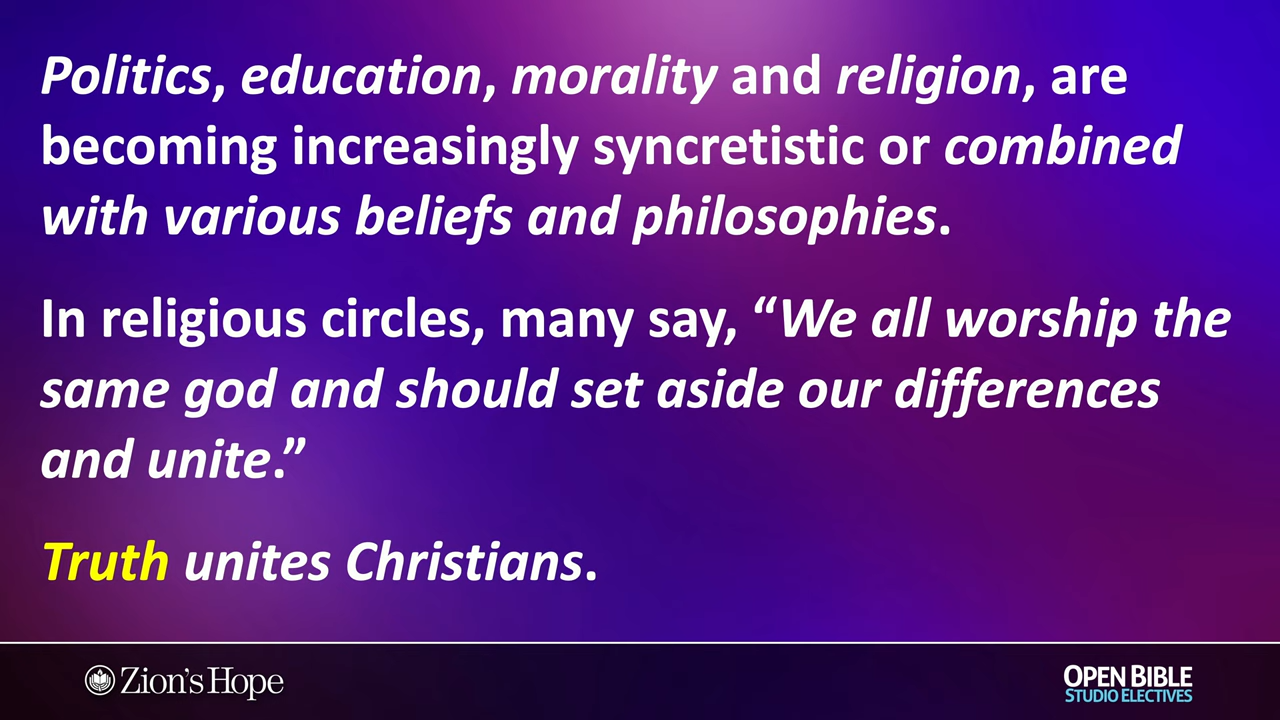 Politics, education, morality and religion, are
becoming increasingly syncretistic or combined
with various beliefs and philosophies.
In religious circles, many say, “We all worship the
same god and should set aside our differences
and unite.”
Truth unites Christians.
Zion's Hope
OPEN BIBLE
STUDIO ELECTIVES